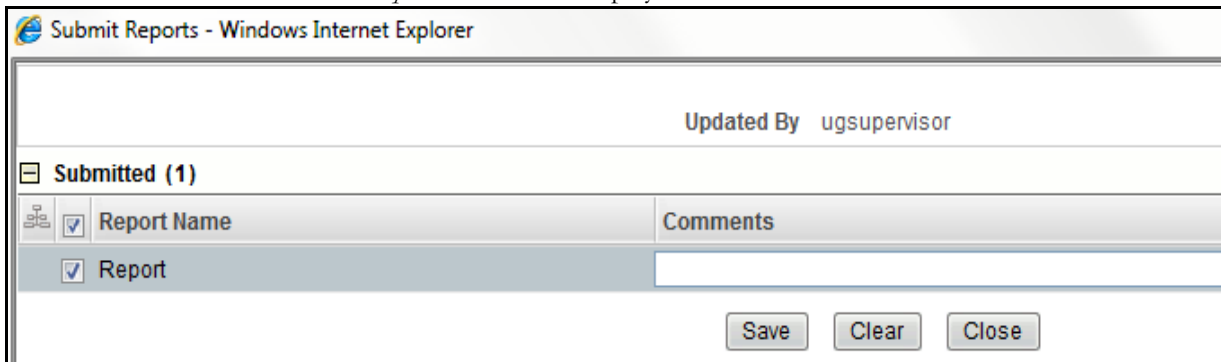 Submit Reports - Windows Internet Explorer
Updated By ugsupervisor
Submitted (1)
Report Name Comments
Report
Save Clear Close